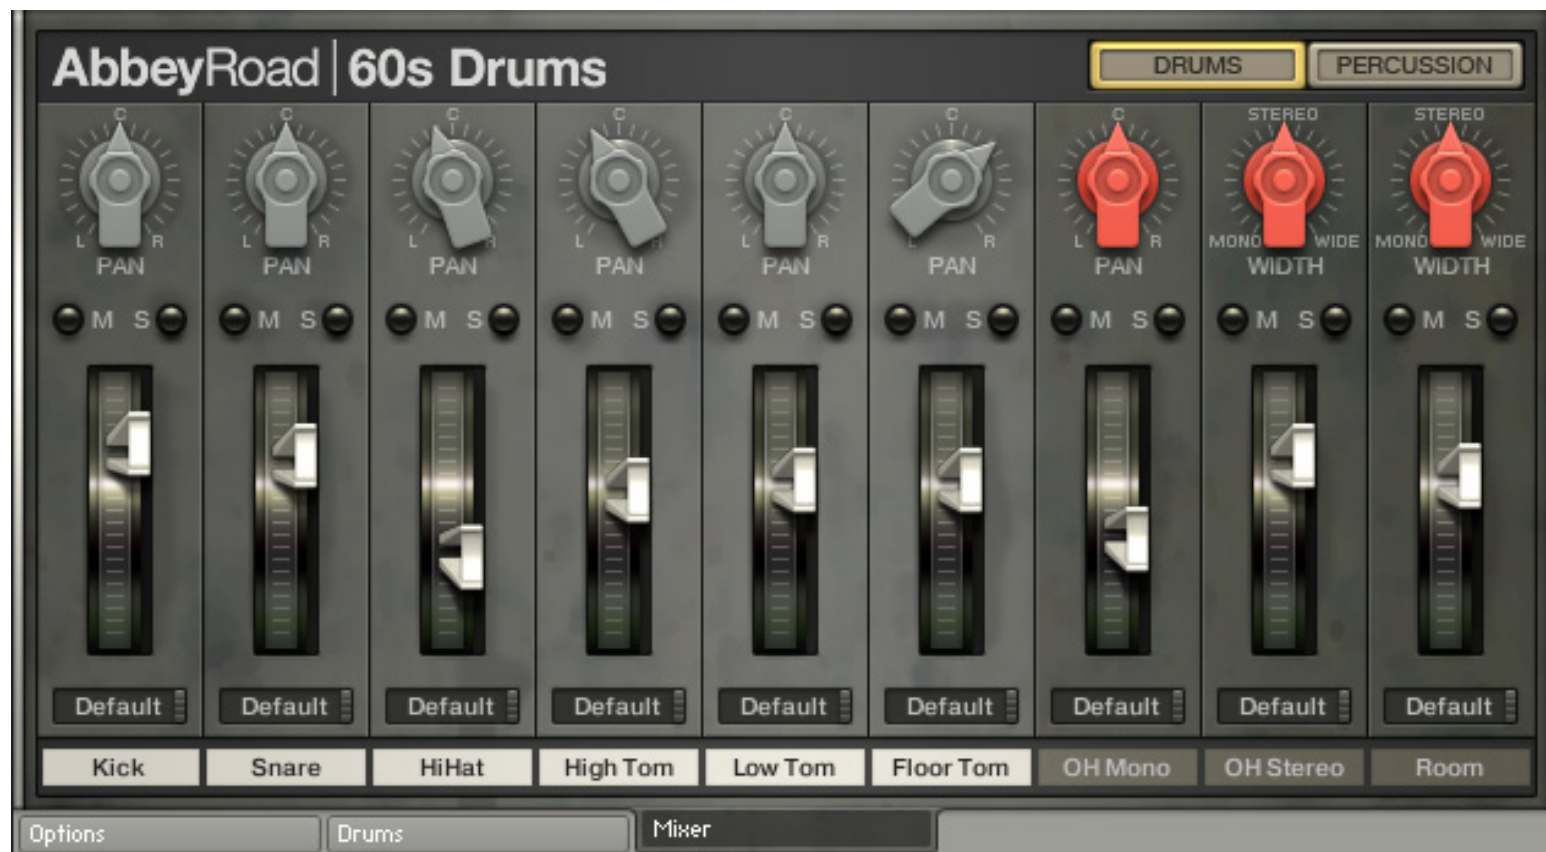 AbbeyRoad | 60s Drums
DRUMS PERCUSSION
C C C C C C C STEREO STEREO
L R L R L R L R L R L R L R MONO WIDE MONO WIDE
PAN PAN PAN PAN PAN PAN PAN WIDTH WIDTH
M S M S M S M S M S M S M S M S M S
Default Default Default Default Default Default Default Default Default
Kick Snare HiHat High Tom Low Tom Floor Tom OH Mono OH Stereo Room
Options Drums Mixer